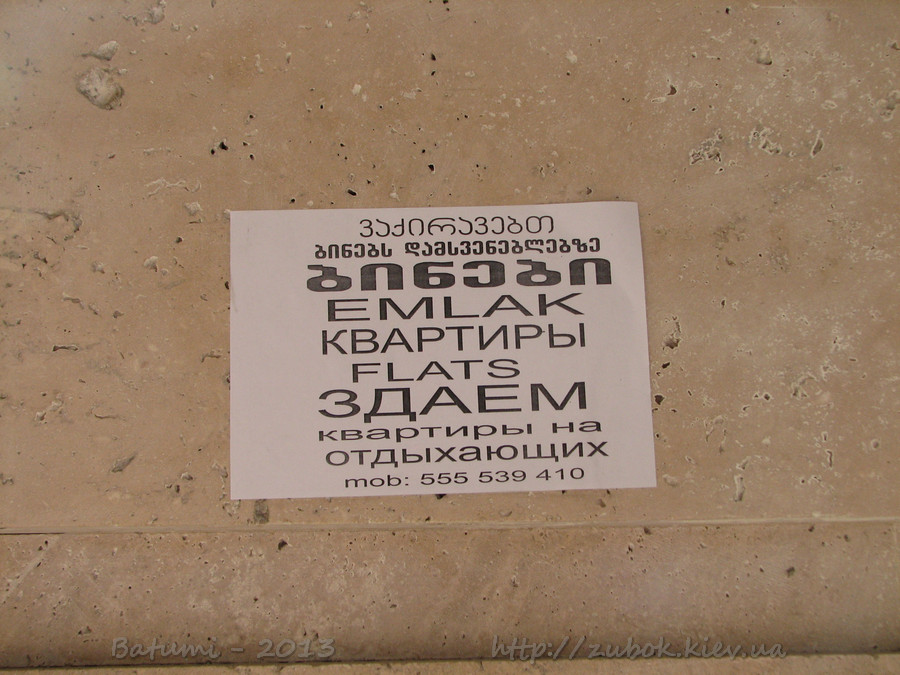 ვაქირავებთ
ბინებს დამსვენებლებზე
ბინები
EMLAK
КВАРТИРЫ
FLATS
ЗДАЕМ
квартиры на
отдыхающих
mob: 555 539 410
Batumi - 2013
http://zubok.kiev.ua